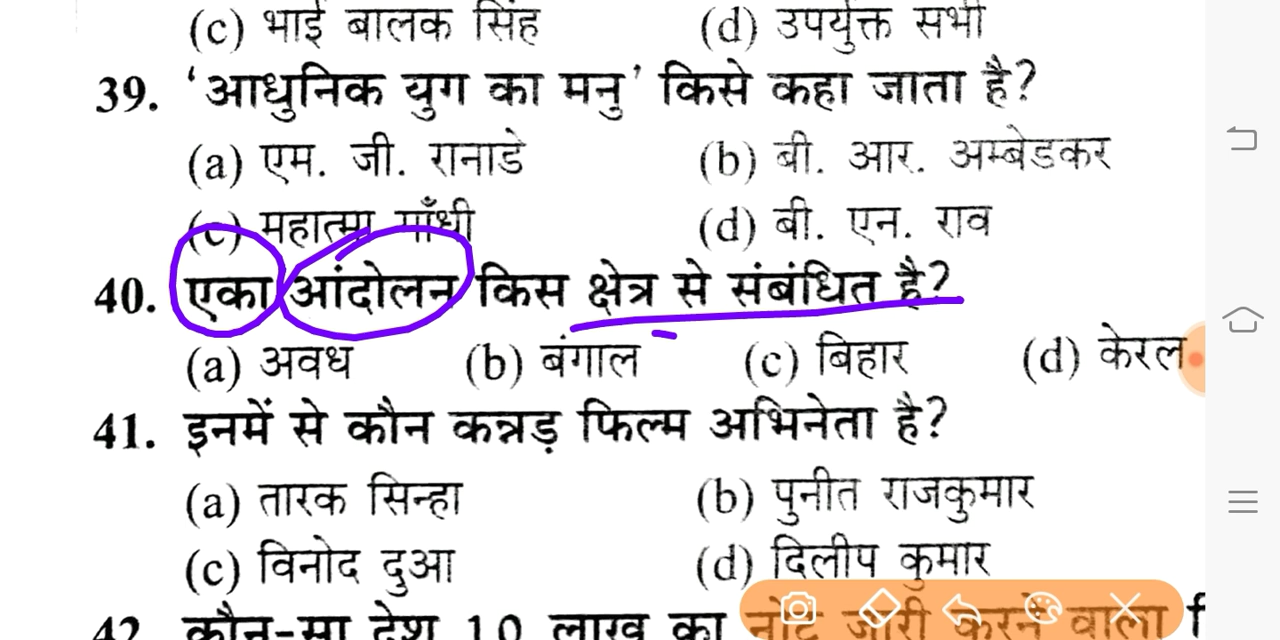 (c) भाई बालक सिंह (d) उपर्युक्त सभी
39. ‘आधुनिक युग का मनु’ किसे कहा जाता है?
(a) एम. जी. रानाडे (b) बी. आर. अम्बेडकर
(c) महात्मा गाँधी (d) बी. एन. राव
40. एका आंदोलन किस क्षेत्र से संबंधित है?
(a) अवध (b) बंगाल (c) बिहार (d) केरल
41. इनमें से कौन कन्नड़ फिल्म अभिनेता है?
(a) तारक सिन्हा (b) पुनीत राजकुमार
(c) विनोद दुआ (d) दिलीप कुमार
42. कौन-सा देश 10 लाख का नोट जारी करने वाला